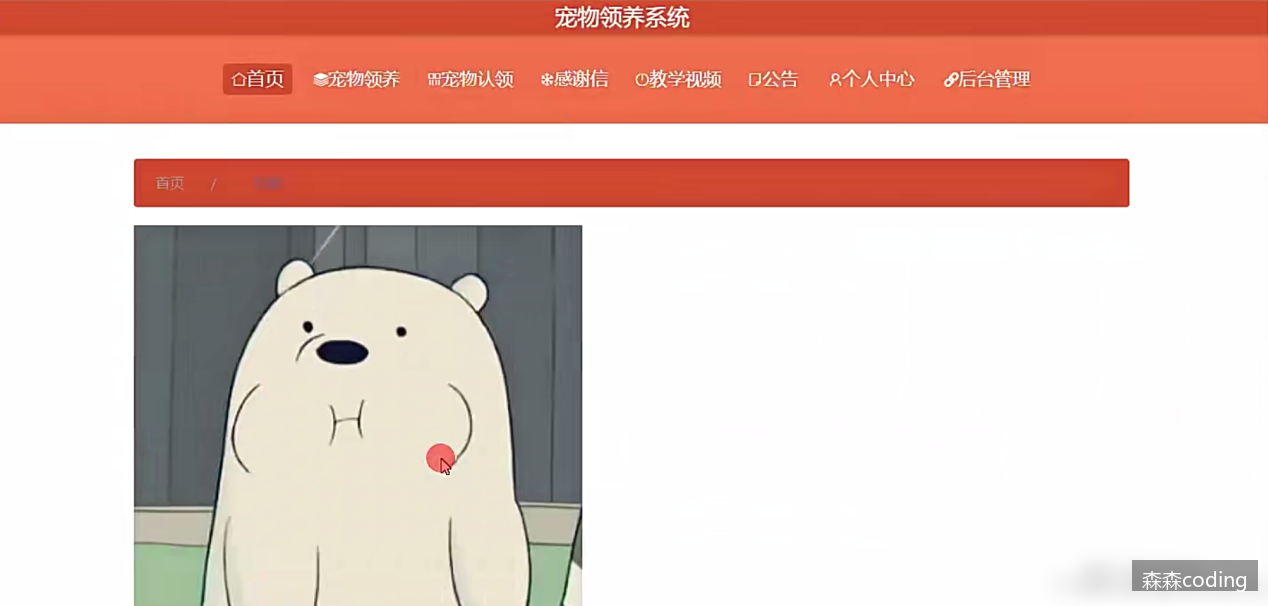 宠物领养系统
首页 宠物领养 宠物认领 感谢信 教学视频 公告 个人中心 后台管理
首页 /
森森coding